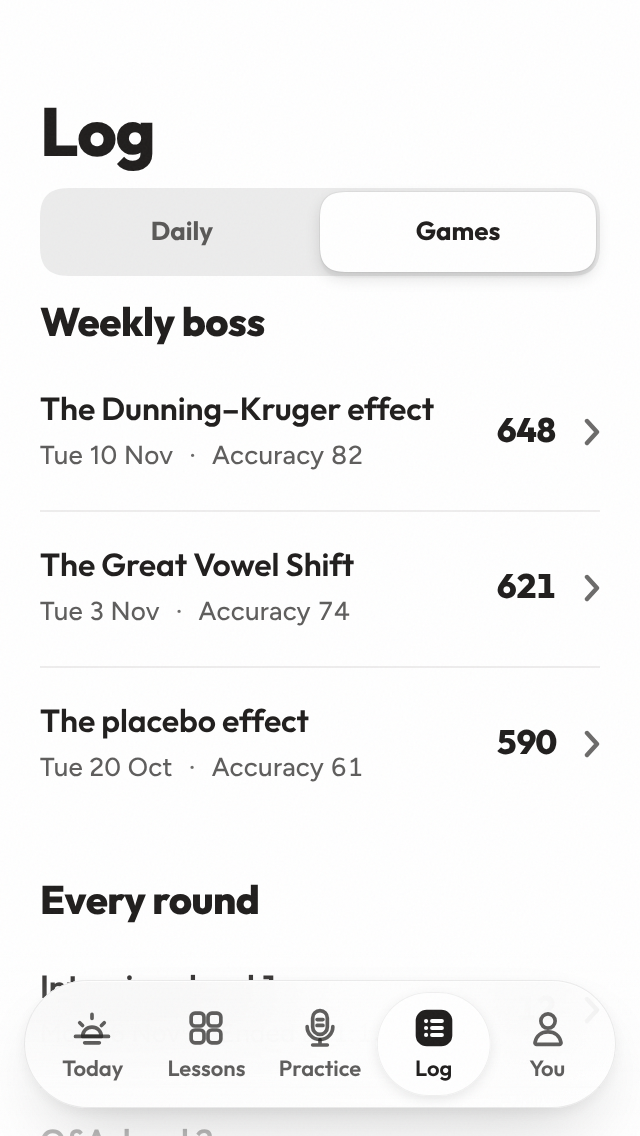 Log
Daily
Games
Weekly boss
The Dunning–Kruger effect
648
Tue 10 Nov · Accuracy 82
The Great Vowel Shift
621
Tue 3 Nov · Accuracy 74
The placebo effect
590
Tue 20 Oct · Accuracy 61
Every round
Today
Lessons
Practice
Log
You